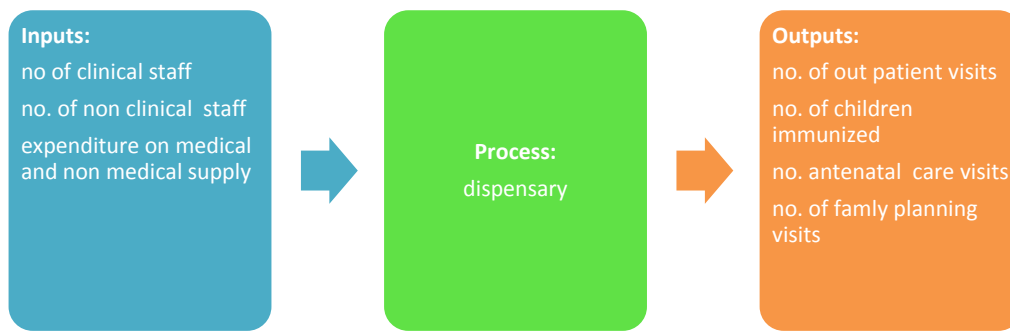 Inputs:
no of clinical staff
no. of non clinical staff
expenditure on medical
and non medical supply
Process:
dispensary
Outputs:
no. of out patient visits
no. of children
immunized
no. antenatal care visits
no. of famly planning
visits